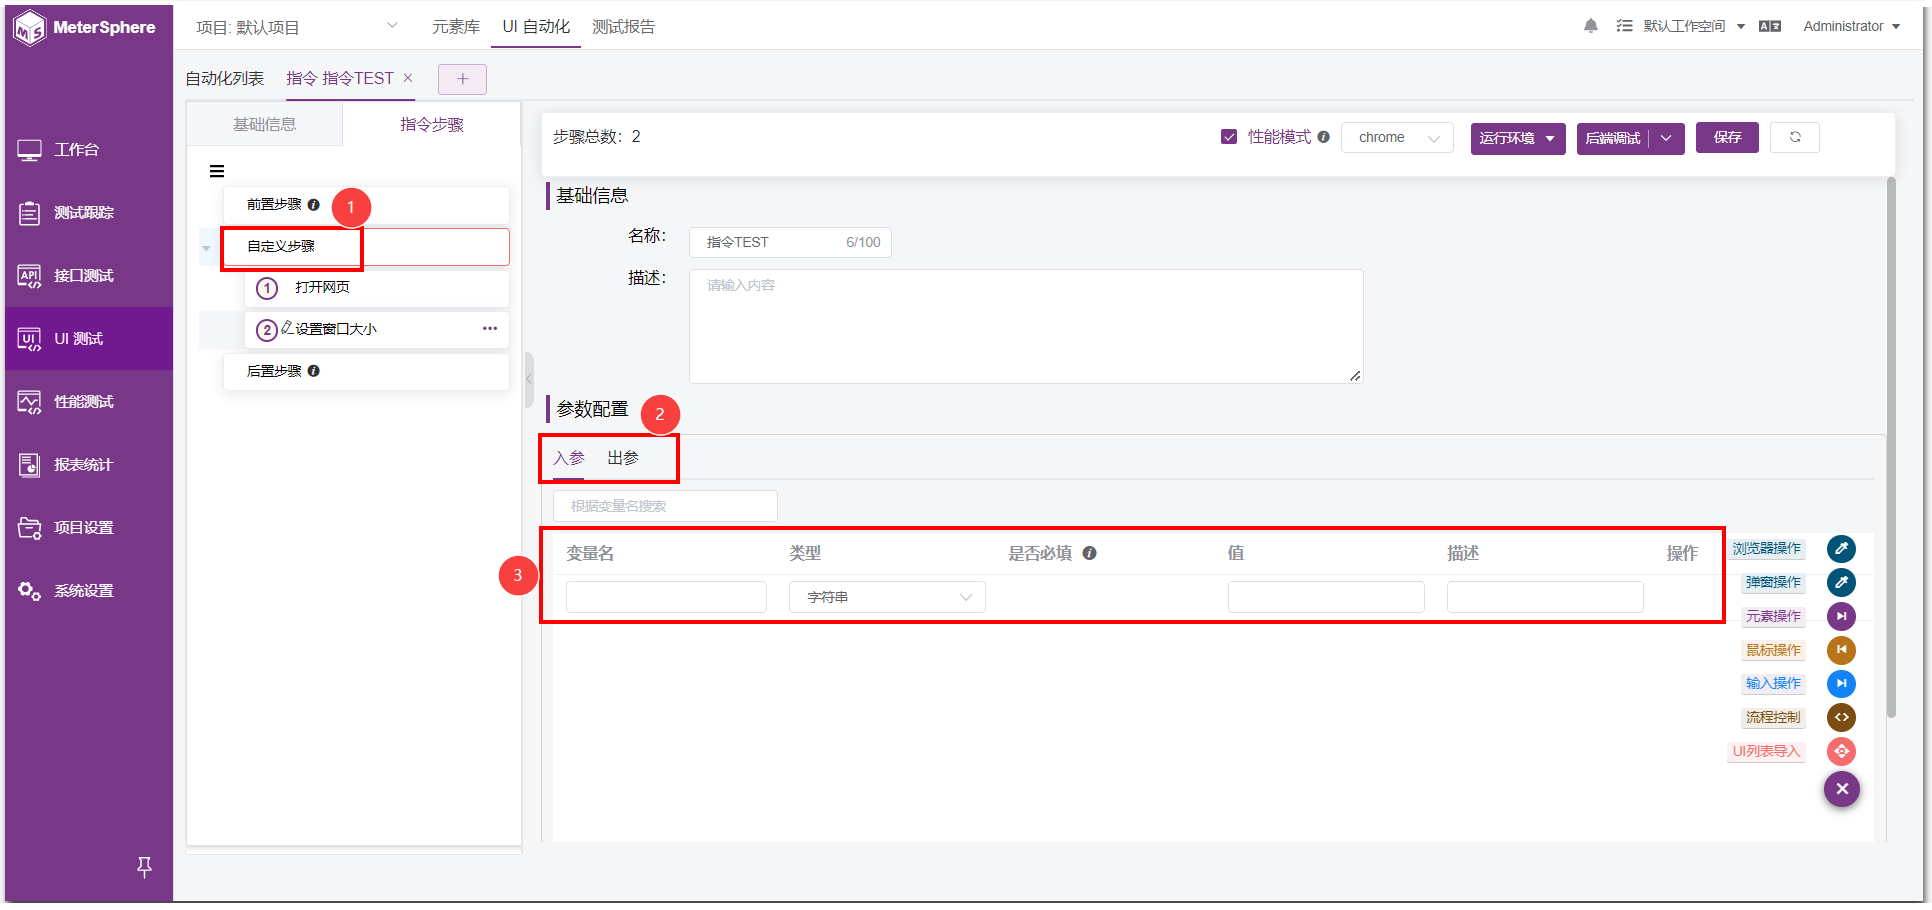 MeterSphere
项目: 默认项目
元素库
UI 自动化
测试报告
默认工作空间
Administrator
自动化列表
指令 指令TEST
工作台
测试跟踪
接口测试
UI 测试
性能测试
报表统计
项目设置
系统设置
基础信息
指令步骤
前置步骤
1
自定义步骤
1 打开网页
2 设置窗口大小
后置步骤
步骤总数：2
性能模式
chrome
运行环境
后端调试
保存
基础信息
名称：
指令TEST
6/100
描述：
请输入内容
参数配置
2
入参
出参
根据变量名搜索
3
变量名
类型
是否必填
值
描述
操作
字符串
浏览器操作
弹窗操作
元素操作
鼠标操作
输入操作
流程控制
UI列表导入